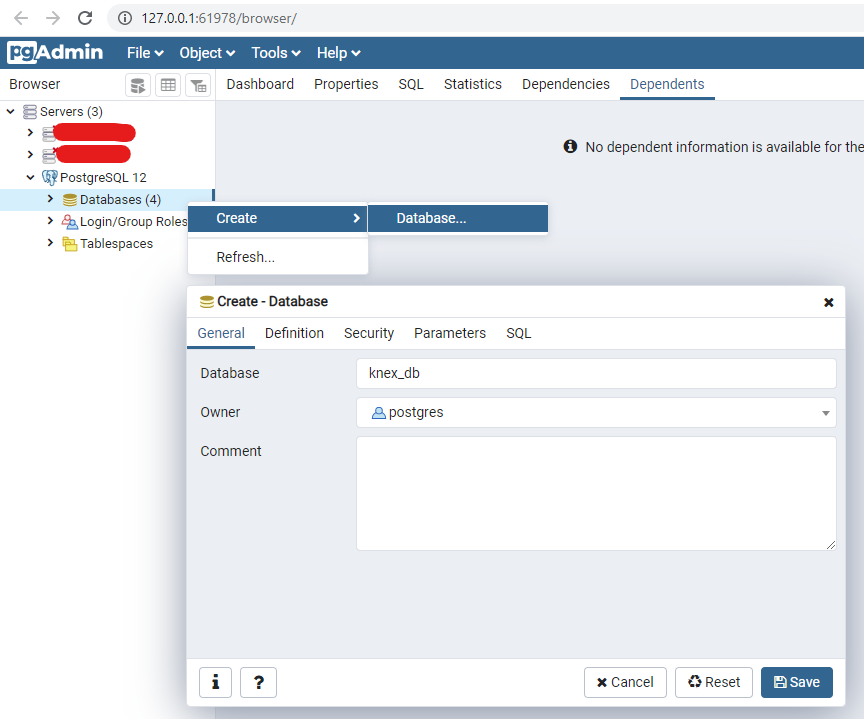 127.0.0.1:61978/browser/
pgAdmin File Object Tools Help
Browser Dashboard Properties SQL Statistics Dependencies Dependents
Servers (3)
No dependent information is available for the
PostgreSQL 12
Databases (4)
Login/Group Roles
Tablespaces
Create Database...
Refresh...
Create - Database
General Definition Security Parameters SQL
Database knex_db
Owner postgres
Comment
i ? Cancel Reset Save